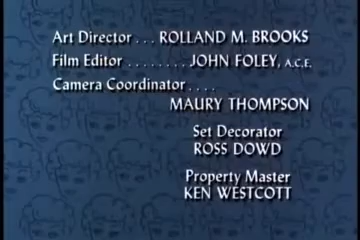 Art Director . . . ROLLAND M. BROOKS
Film Editor . . . . . . . . JOHN FOLEY, A.C.E.
Camera Coordinator . . . .
MAURY THOMPSON
Set Decorator
ROSS DOWD
Property Master
KEN WESTCOTT